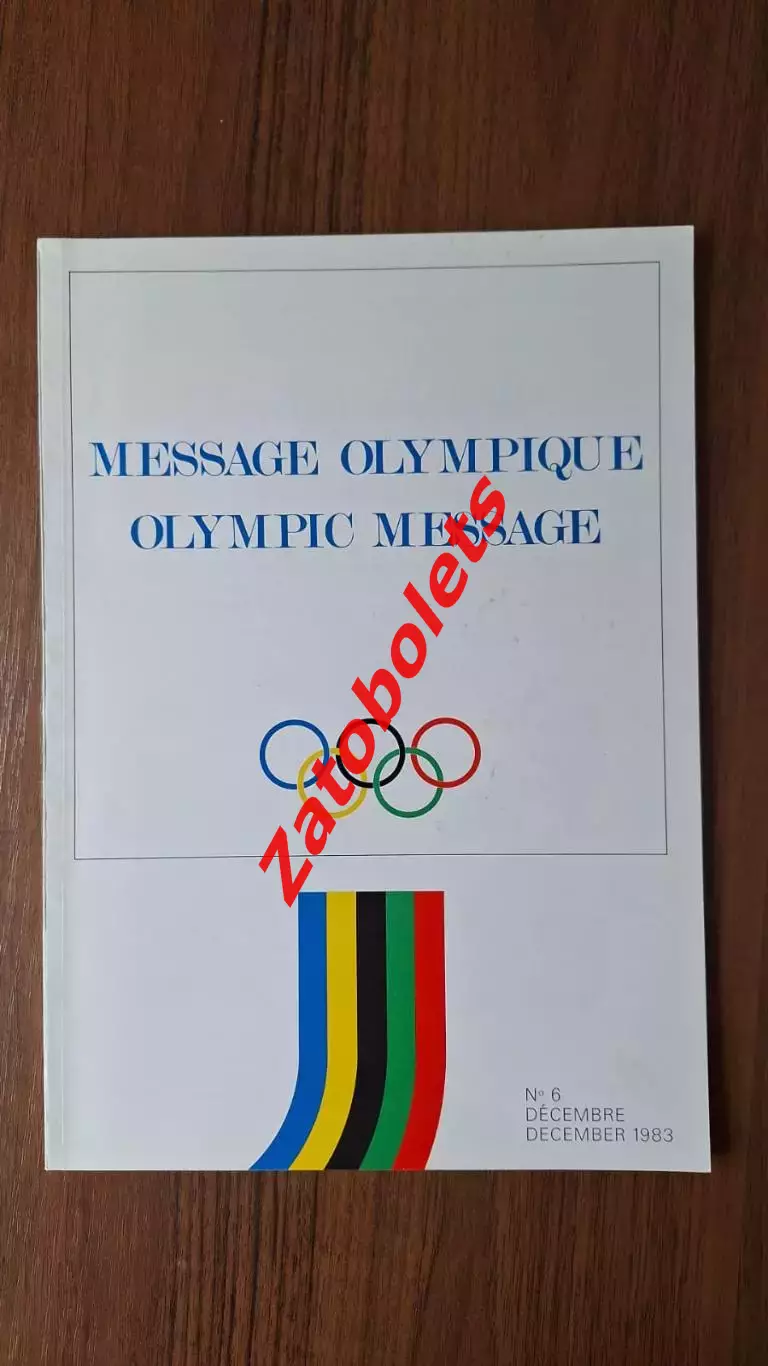 MESSAGE OLYMPIQUE
OLYMPIC MESSAGE
Zatobolets
Nº 6
DÉCEMBRE
DECEMBER 1983